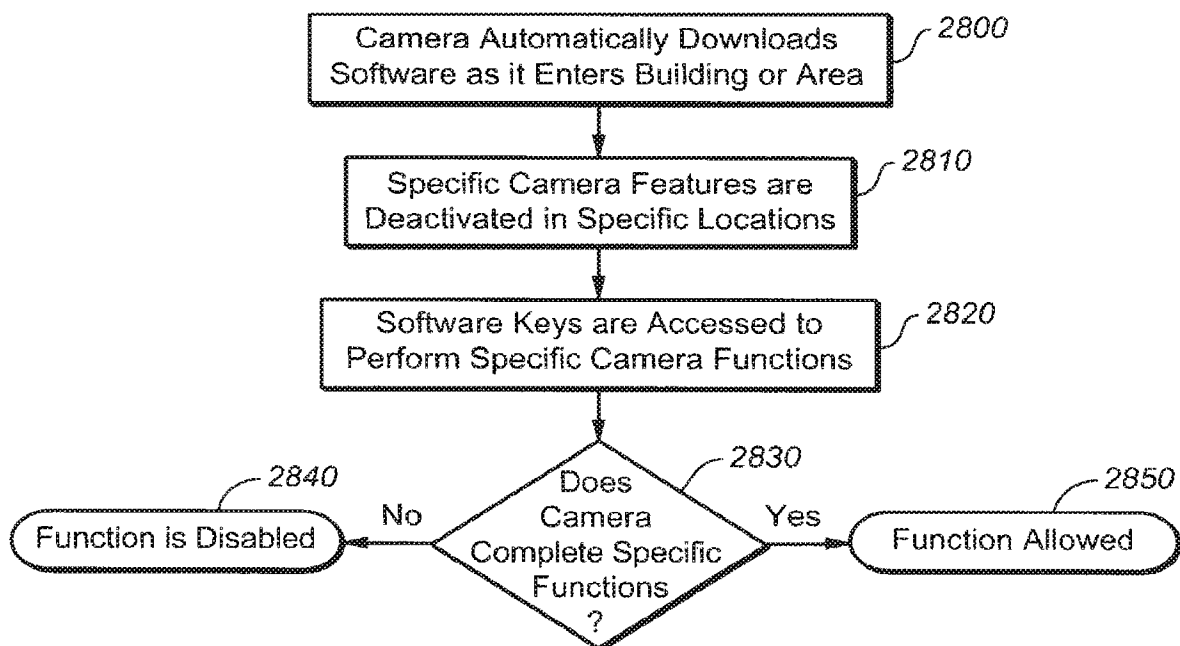 Camera Automatically Downloads
Software as it Enters Building or Area
2800
Specific Camera Features are
Deactivated in Specific Locations
2810
Software Keys are Accessed to
Perform Specific Camera Functions
2820
Does
Camera
Complete Specific
Functions
?
2830
No
Function is Disabled
2840
Yes
Function Allowed
2850